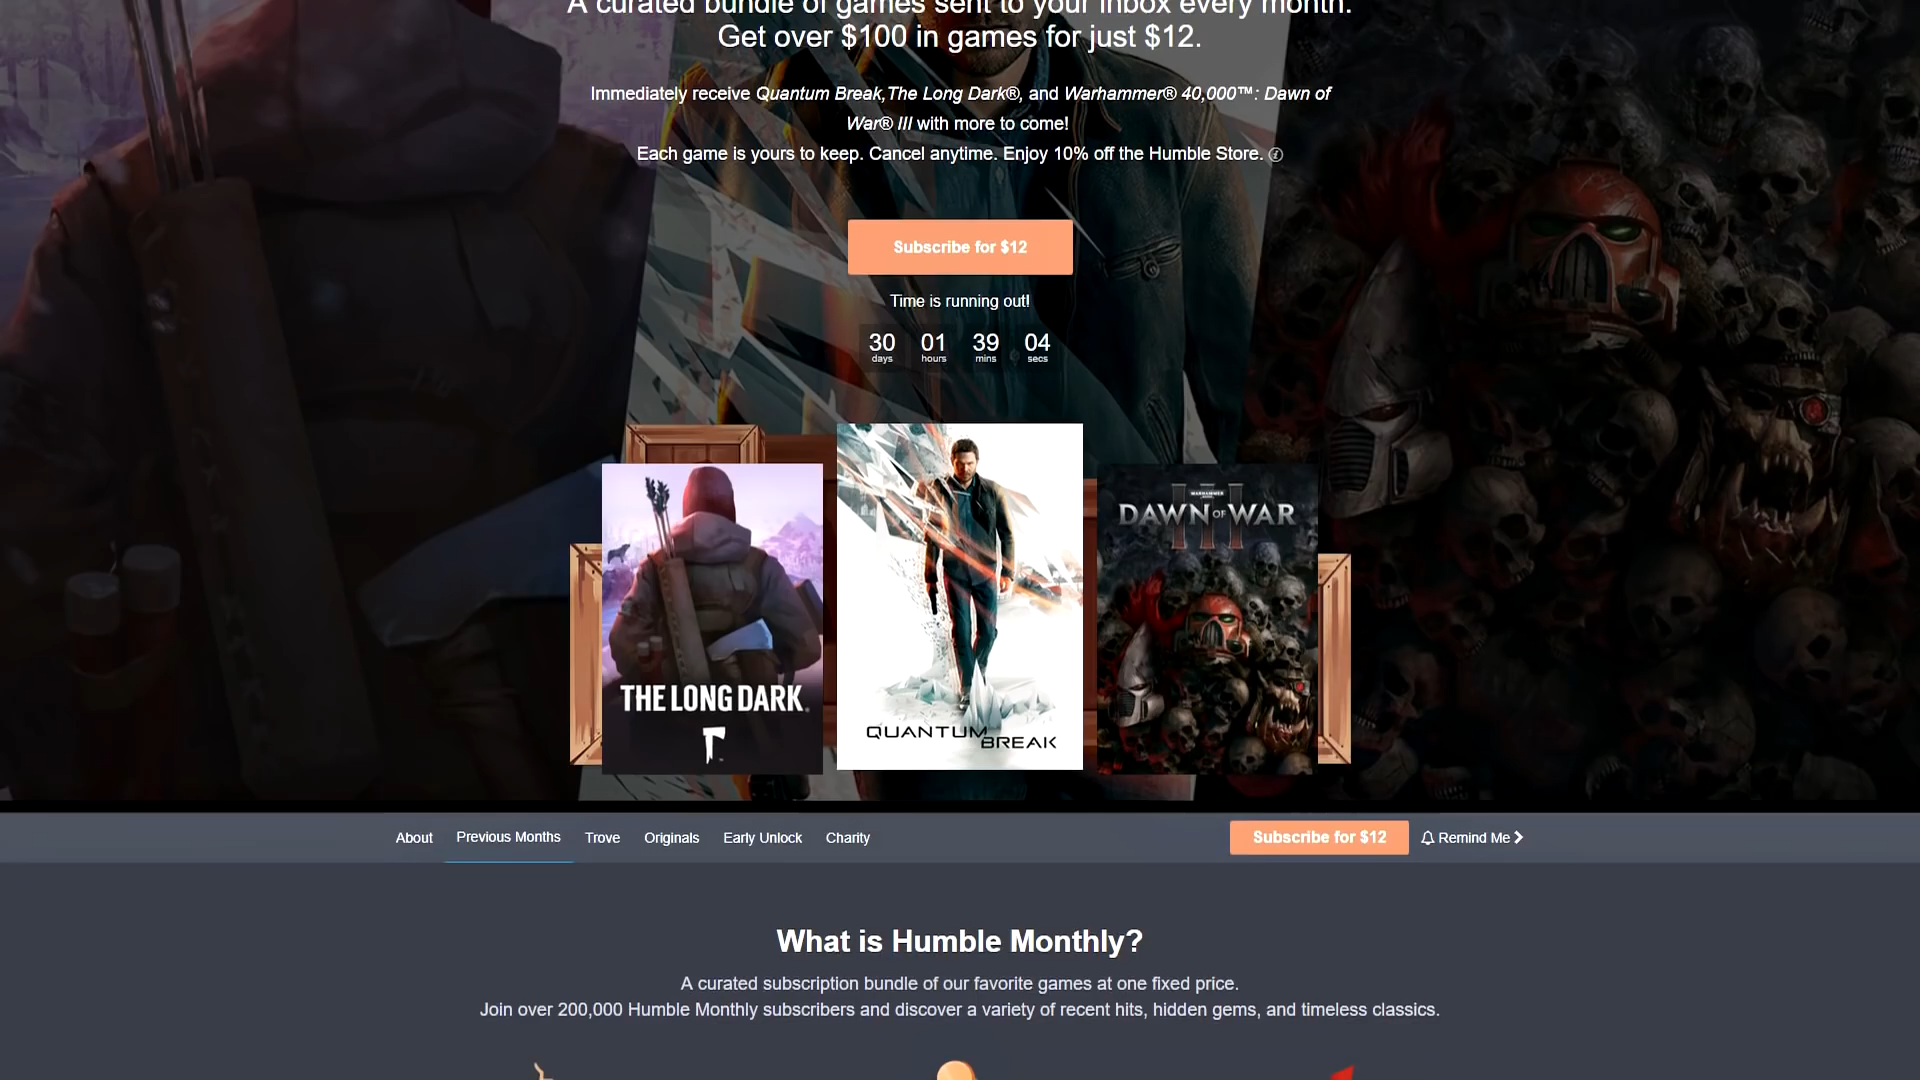 A curated bundle of games sent to your inbox every month.
Get over $100 in games for just $12.
Immediately receive Quantum Break,The Long Dark®, and Warhammer® 40,000™: Dawn of
War® III with more to come!
Each game is yours to keep. Cancel anytime. Enjoy 10% off the Humble Store.
Subscribe for $12
Time is running out!
30 01 39 04
days hours mins secs
THE LONG DARK
QUANTUM
BREAK
WARHAMMER
III
DAWN OF WAR
About Previous Months Trove Originals Early Unlock Charity Subscribe for $12 Remind Me
What is Humble Monthly?
A curated subscription bundle of our favorite games at one fixed price.
Join over 200,000 Humble Monthly subscribers and discover a variety of recent hits, hidden gems, and timeless classics.